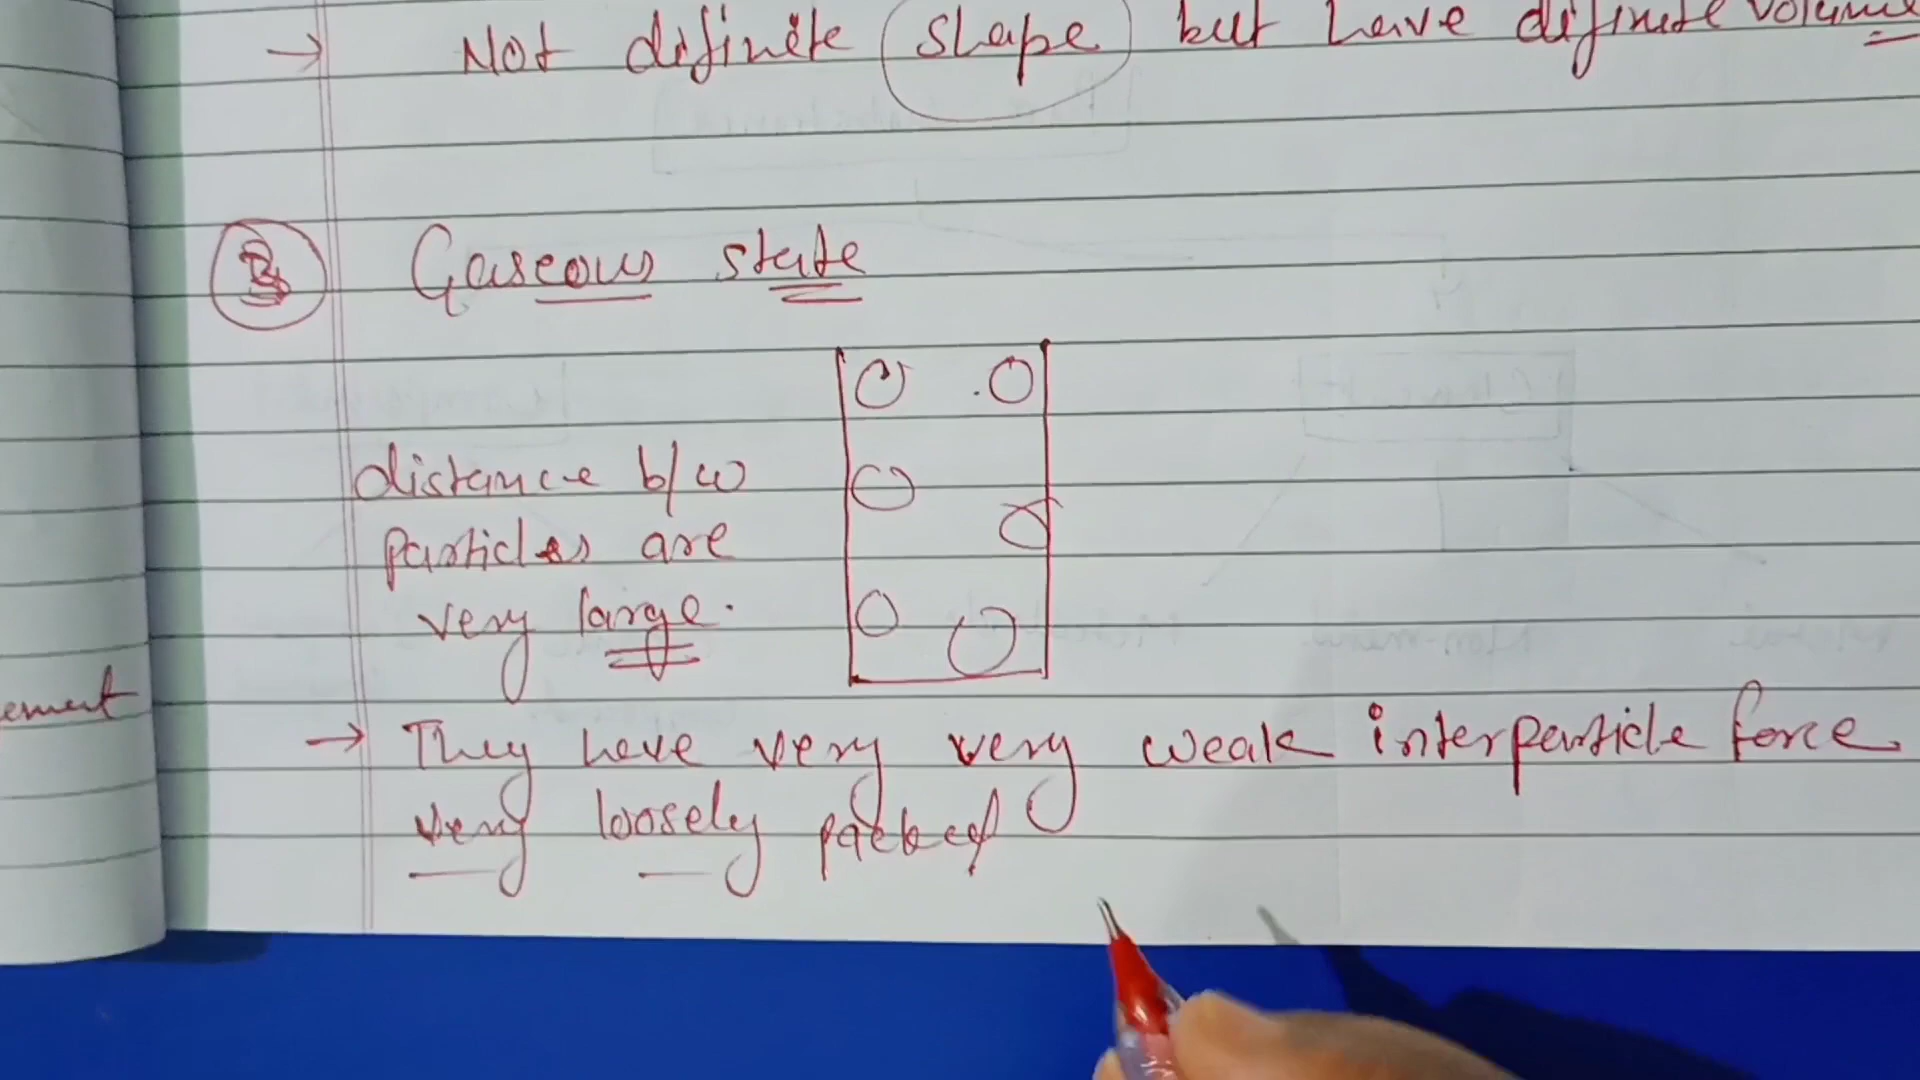 → Not definite shape but have definite volume
3 Gaseous state
distance b/w
particles are
very large.
ement
→ They have very very weak interparticle force
very loosely packed